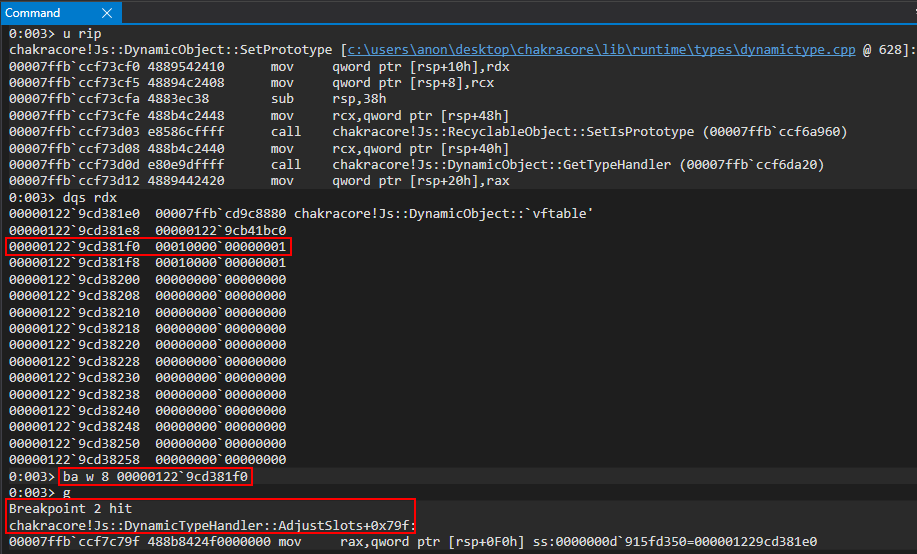 Command ×
0:003> u rip
chakracore!Js::DynamicObject::SetPrototype [c:\users\anon\desktop\chakracore\lib\runtime\types\dynamictype.cpp @ 628]:
00007ffb`ccf73cf0 4889542410      mov     qword ptr [rsp+10h],rdx
00007ffb`ccf73cf5 48894c2408      mov     qword ptr [rsp+8],rcx
00007ffb`ccf73cfa 4883ec38        sub     rsp,38h
00007ffb`ccf73cfe 488b4c2448      mov     rcx,qword ptr [rsp+48h]
00007ffb`ccf73d03 e8586cffff      call    chakracore!Js::RecyclableObject::SetIsPrototype (00007ffb`ccf6a960)
00007ffb`ccf73d08 488b4c2440      mov     rcx,qword ptr [rsp+40h]
00007ffb`ccf73d0d e80e9dffff      call    chakracore!Js::DynamicObject::GetTypeHandler (00007ffb`ccf6da20)
00007ffb`ccf73d12 4889442420      mov     qword ptr [rsp+20h],rax
0:003> dqs rdx
00000122`9cd381e0  00007ffb`cd9c8880 chakracore!Js::DynamicObject::`vftable'
00000122`9cd381e8  00000122`9cb41bc0
00000122`9cd381f0  00010000`00000001
00000122`9cd381f8  00010000`00000001
00000122`9cd38200  00000000`00000000
00000122`9cd38208  00000000`00000000
00000122`9cd38210  00000000`00000000
00000122`9cd38218  00000000`00000000
00000122`9cd38220  00000000`00000000
00000122`9cd38228  00000000`00000000
00000122`9cd38230  00000000`00000000
00000122`9cd38238  00000000`00000000
00000122`9cd38240  00000000`00000000
00000122`9cd38248  00000000`00000000
00000122`9cd38250  00000000`00000000
00000122`9cd38258  00000000`00000000
0:003> ba w 8 00000122`9cd381f0
0:003> g
Breakpoint 2 hit
chakracore!Js::DynamicTypeHandler::AdjustSlots+0x79f:
00007ffb`ccf7c79f 488b8424f0000000 mov     rax,qword ptr [rsp+0F0h] ss:0000000d`915fd350=000001229cd381e0